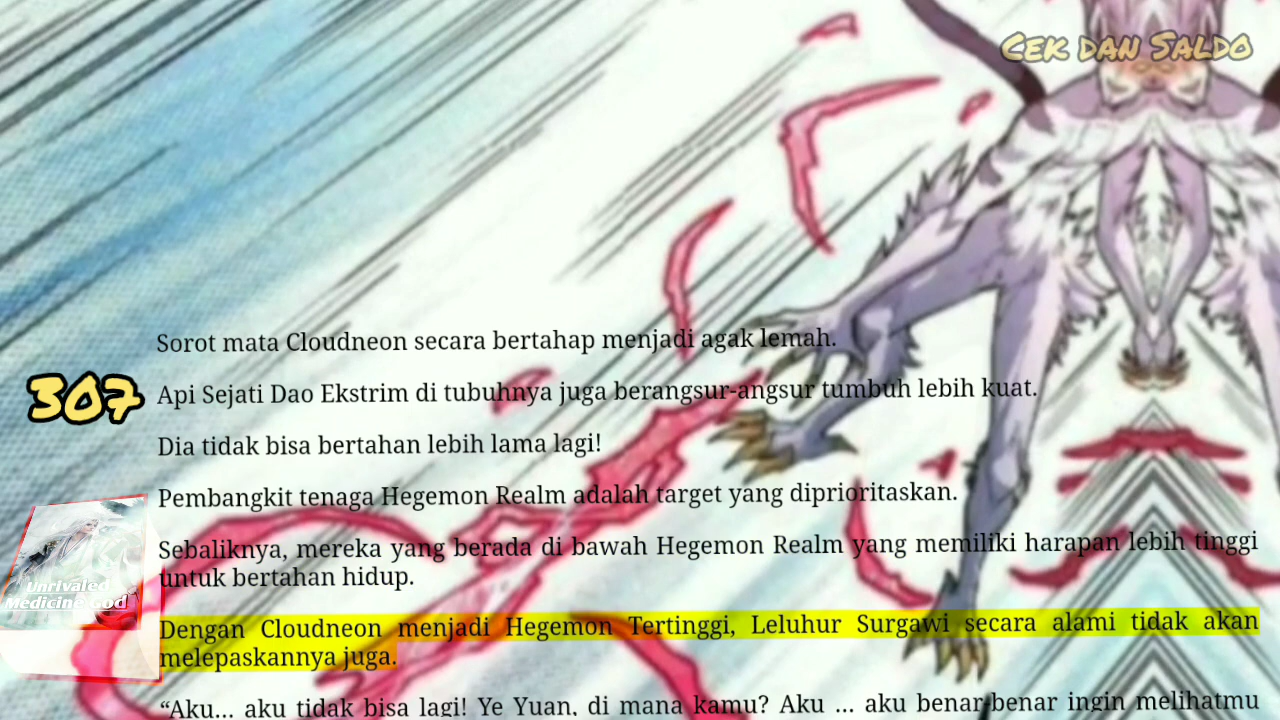 Cek dan Saldo
Sorot mata Cloudneon secara bertahap menjadi agak lemah.
307
Api Sejati Dao Ekstrim di tubuhnya juga berangsur-angsur tumbuh lebih kuat.
Dia tidak bisa bertahan lebih lama lagi!
Pembangkit tenaga Hegemon Realm adalah target yang diprioritaskan.
Sebaliknya, mereka yang berada di bawah Hegemon Realm yang memiliki harapan lebih tinggi
untuk bertahan hidup.
Unrivaled
Medicine God
Dengan Cloudneon menjadi Hegemon Tertinggi, Leluhur Surgawi secara alami tidak akan
melepaskannya juga.
“Aku... aku tidak bisa lagi! Ye Yuan, di mana kamu? Aku ... aku benar-benar ingin melihatmu